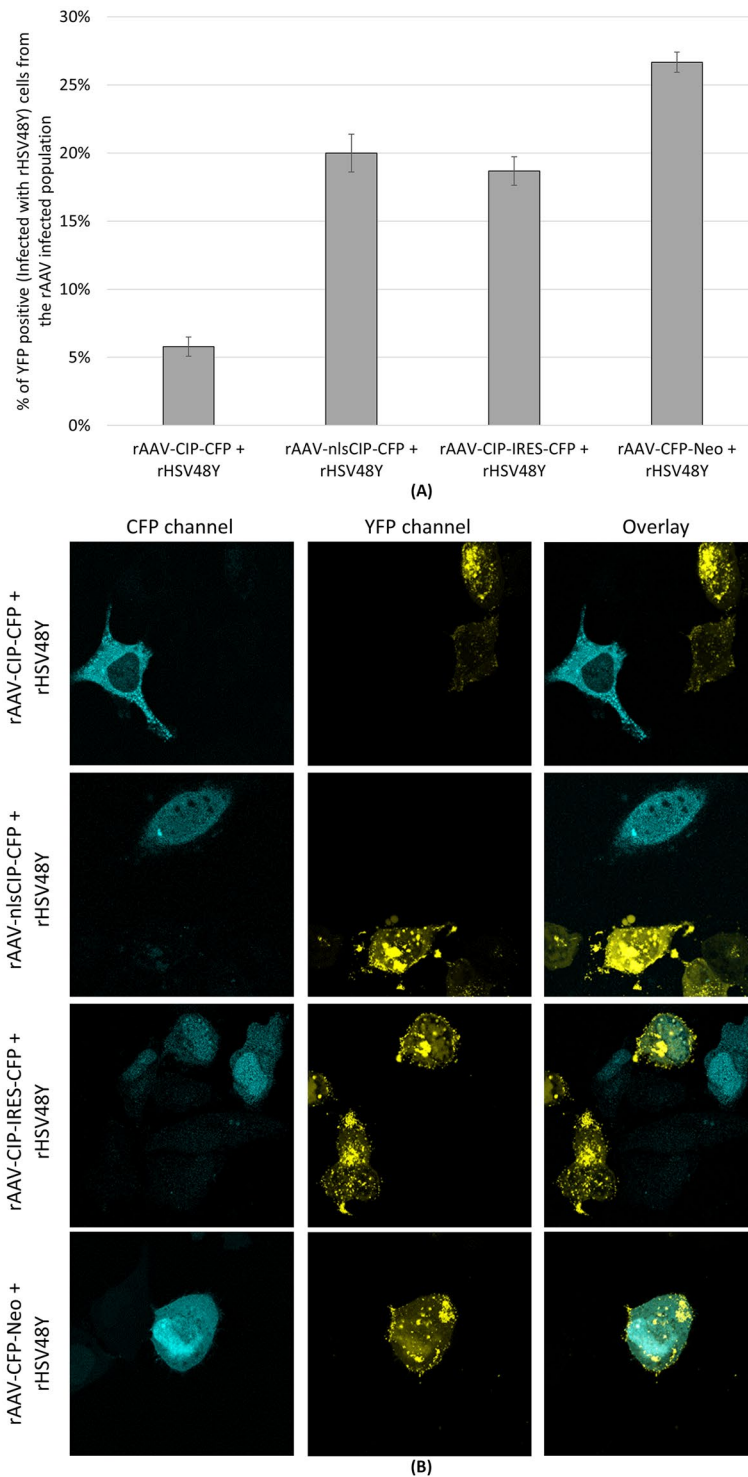 30%
25%
20%
15%
10%
5%
0%
% of YFP positive (Infected with rHSV48Y) cells from
the rAAV infected population
rAAV-CIP-CFP +
rHSV48Y
rAAV-nlsCIP-CFP +
rHSV48Y
rAAV-CIP-IRES-CFP +
rHSV48Y
rAAV-CFP-Neo +
rHSV48Y
(A)
CFP channel
YFP channel
Overlay
rAAV-CIP-CFP +
rHSV48Y
rAAV-nlsCIP-CFP +
rHSV48Y
rAAV-CIP-IRES-CFP +
rHSV48Y
rAAV-CFP-Neo +
rHSV48Y
(B)